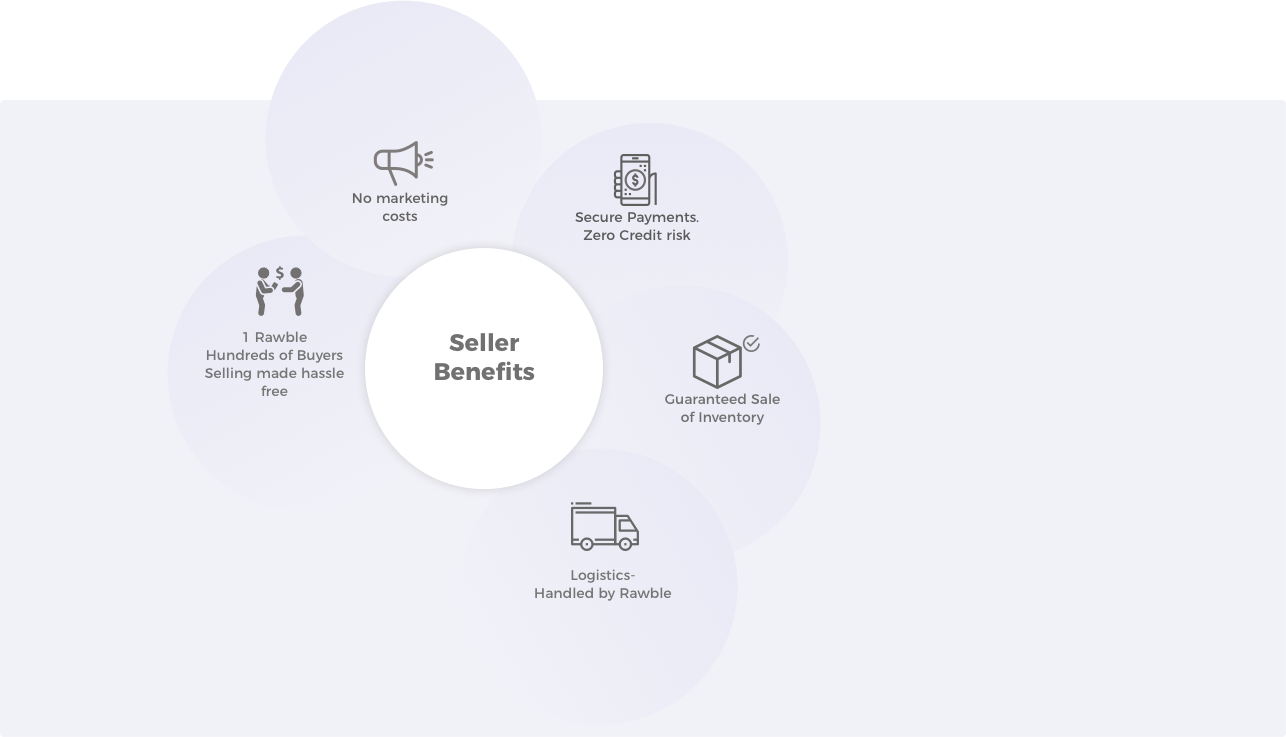 No marketing
costs
Secure Payments.
Zero Credit risk
1 Rawble
Hundreds of Buyers
Selling made hassle
free
Seller
Benefits
Guaranteed Sale
of Inventory
Logistics-
Handled by Rawble